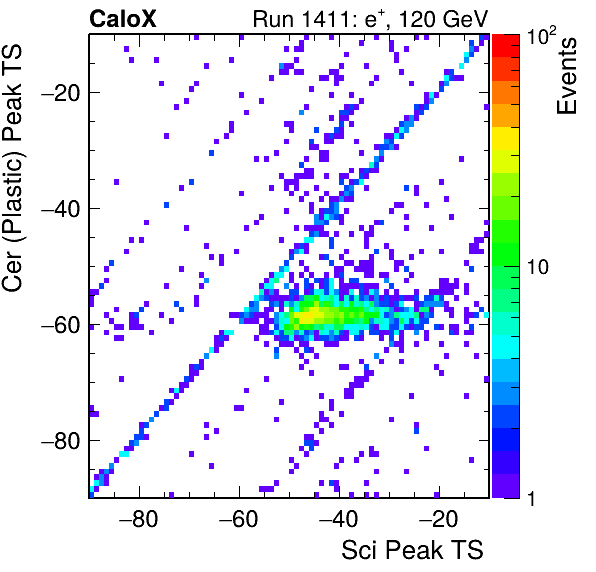 CaloX Run 1411: e⁺, 120 GeV
10²
Events
Cer (Plastic) Peak TS
−20
−40
10
−60
−80
1
−80 −60 −40 −20
Sci Peak TS